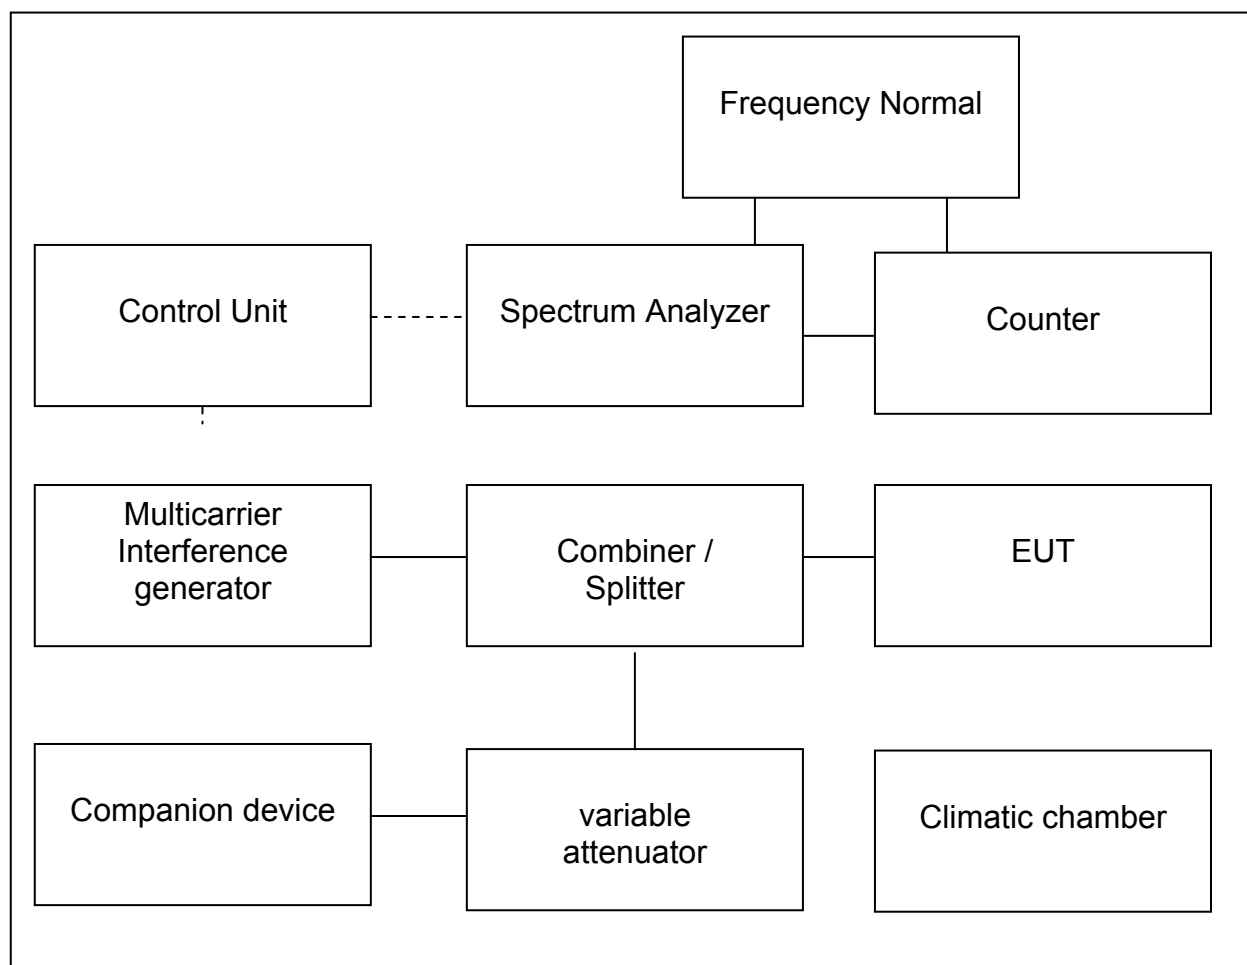 Frequency Normal
Control Unit
Spectrum Analyzer
Counter
Multicarrier
Interference
generator
Combiner /
Splitter
EUT
Companion device
variable
attenuator
Climatic chamber